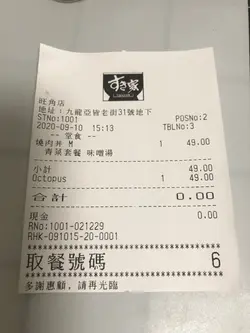 すき家
旺角店
地址：九龍亞皆老街31號地下
STNo:1001 POSNo:2
2020-09-10 15:13 TBLNo:3
-- 堂食 --
燒肉丼 M 1 49.00
青菜套餐 味噌湯
小計 49.00
Octopus 1 49.00
合計 0.00
現金 0.00
RNo:1001-021229
RHK-091015-20-0001
取餐號碼 6
多謝惠顧，請再光臨